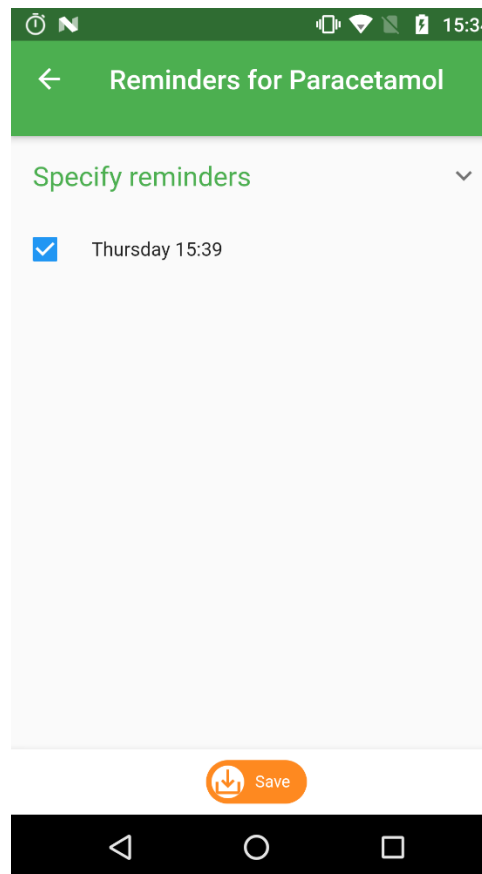 15:34
Reminders for Paracetamol
Specify reminders
Thursday 15:39
Save